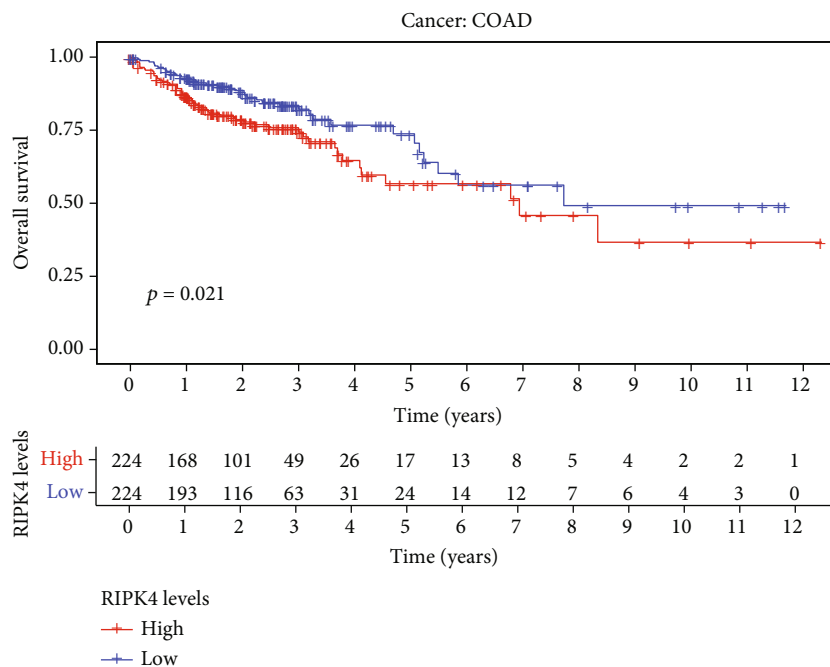 Cancer: COAD
1.00
0.75
0.50
0.25
0.00
Overall survival
p = 0.021
0 1 2 3 4 5 6 7 8 9 10 11 12
Time (years)
RIPK4 levels
High 224 168 101 49 26 17 13 8 5 4 2 2 1
Low 224 193 116 63 31 24 14 12 7 6 4 3 0
0 1 2 3 4 5 6 7 8 9 10 11 12
Time (years)
RIPK4 levels
High
Low